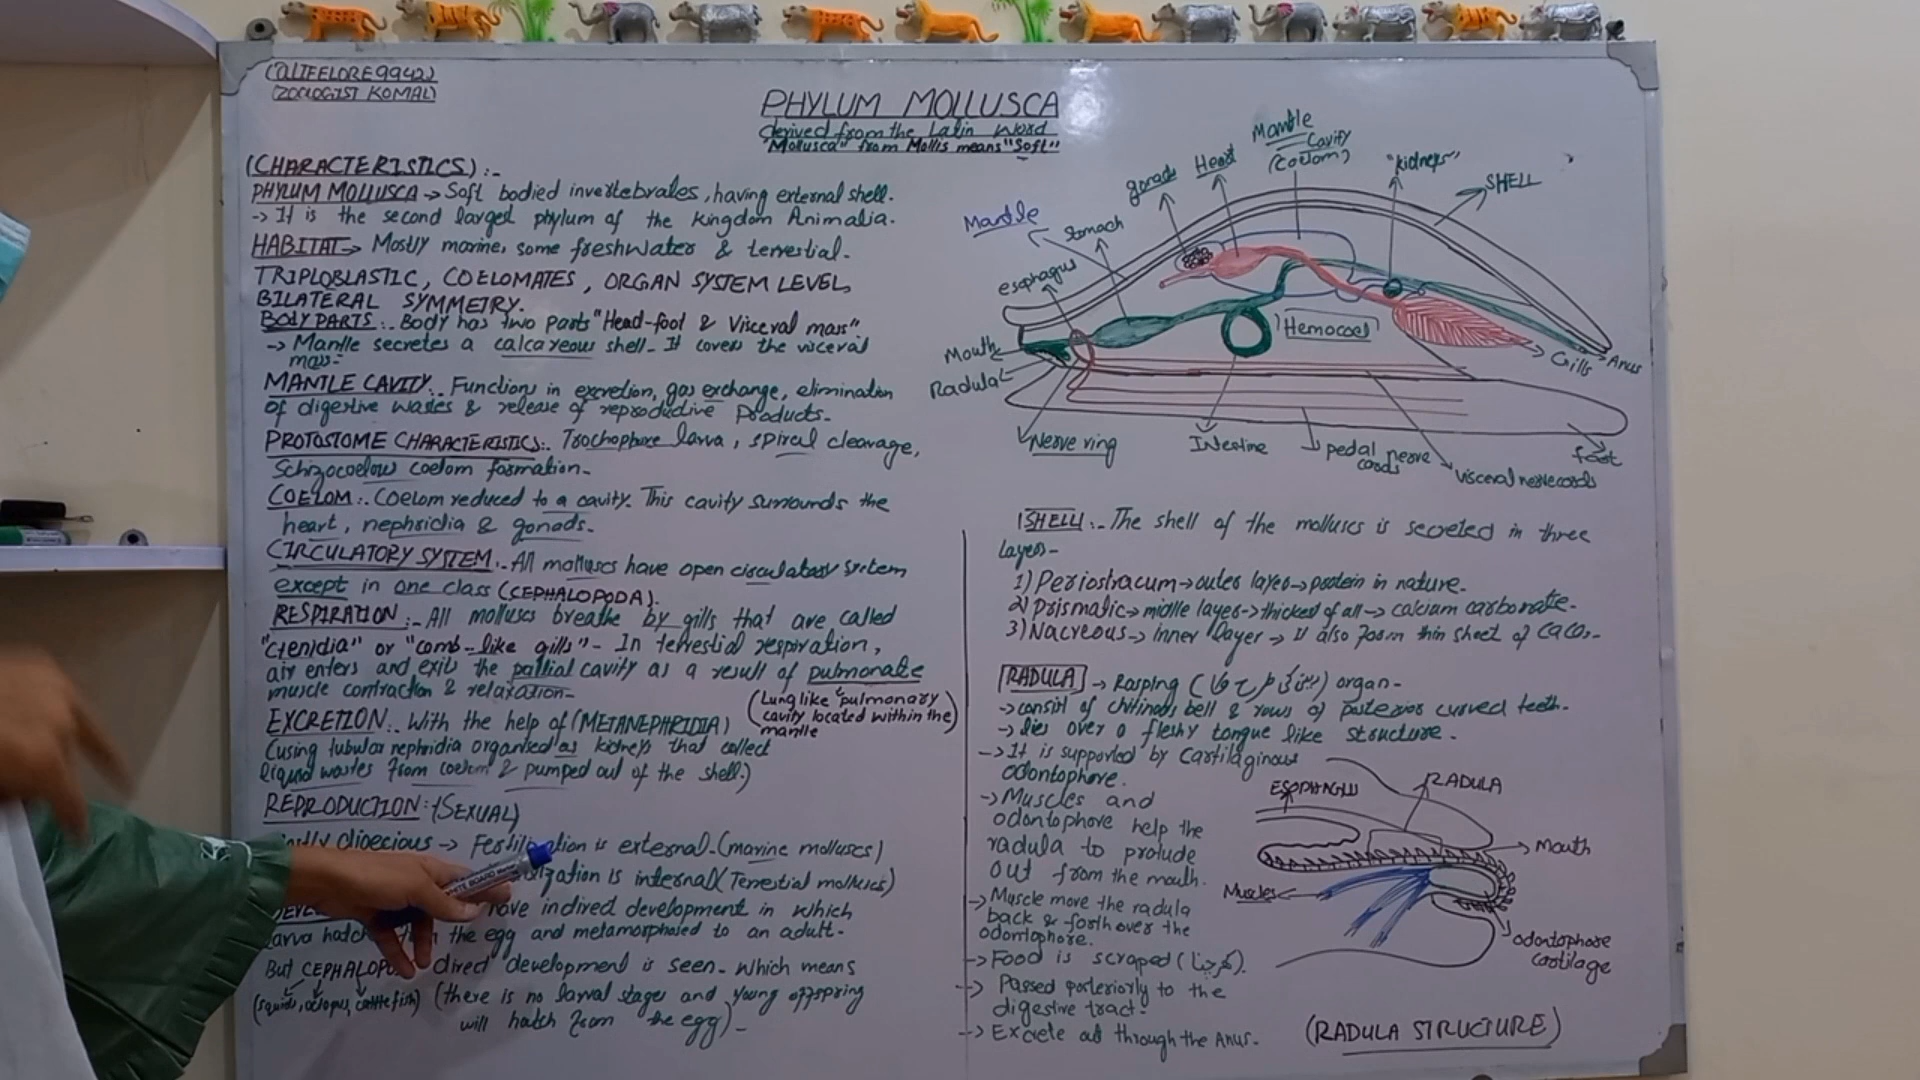 (ZOOLOGIST KOMAL)
PHYLUM MOLLUSCA
derived from the Latin word
"Mollusca" from Mollis means "Soft"
(CHARACTERISTICS):-
PHYLUM MOLLUSCA → Soft bodied invertebrates, having external shell.
→ It is the second largest phylum of the kingdom Animalia.
HABITAT → Mostly marine, some freshwater & terrestial.
TRIPLOBLASTIC, COELOMATES, ORGAN SYSTEM LEVEL,
BILATERAL SYMMETRY.
BODY PARTS:. Body has two parts "Head-foot & Visceral mass"
→ Mantle secretes a calcareous shell. It covers the visceral
mass-
MANTLE CAVITY:. Functions in excretion, gas exchange, elimination
of digestive wastes & release of reproductive Products.
PROTOSTOME CHARACTERISTICS:. Trochophore larva, spiral cleavage,
Schizocoelous coelom formation-
COELOM:. Coelom reduced to a cavity. This cavity surrounds the
heart, nephridia & gonads.
CIRCULATORY SYSTEM:. All molluscs have open circulatory system
except in one class (CEPHALOPODA).
RESPIRATION:- All molluscs breathe by gills that are called
"Ctenidia" or "comb-like gills"- In terrestial respiration,
air enters and exits the pallial cavity as a result of pulmonate
muscle contraction & relaxation-
(Lung like pulmonary
cavity located within the)
mantle
EXCRETION:. With the help of (METANEPHRIDIA)
(using tubular nephridia organised as kidneys that collect
liquid wastes from coelom & pumped out of the shell.)
REPRODUCTION:-(SEXUAL)
dioecious → Fertilization is external-(marine molluscs)
is internal (Terrestial molluscs)
have indirect development in which
larva hatch the egg and metamorphosed to an adult-
But direct development is seen- which means
(squids, octopus, cuttlefish) (there is no larval stages and young offspring
will hatch from the egg)-
Mantle
Cavity
(coelom)
gonads
Head
"kidneys"
SHELL
Mantle
Stomach
esophagus
Hemocoel
Mouth
Radula
Gills
Anus
Nerve ring
Intestine
pedal nerve
cords
visceral nerve cords
foot
SHELL:- The shell of the molluscs is secreted in three
layers-
1) Periostracum → outer layer → protein in nature.
2) Prismatic → midlle layer → thickest of all → calcium carbonate-
3) Nacreous → inner layer → it also form thin sheet of CaCO3-
RADULA → Rasping organ-
→ consist of chitinous bell & rows of posterior curved teeth.
→ lies over a fleshy tongue like structure.
→ It is supported by cartilaginous
odontophore.
→ Muscles and
odontophore help the
radula to protude
out from the mouth.
→ Muscle move the radula
back & forth over the
odontophore.
→ Food is scraped (کھرچنا).
→ Passed posteriorly to the
digestive tract-
→ Excrete out through the Anus.
ESOPHAGUS
RADULA
Mouth
Muscles
odontophore
cartilage
(RADULA STRUCTURE)